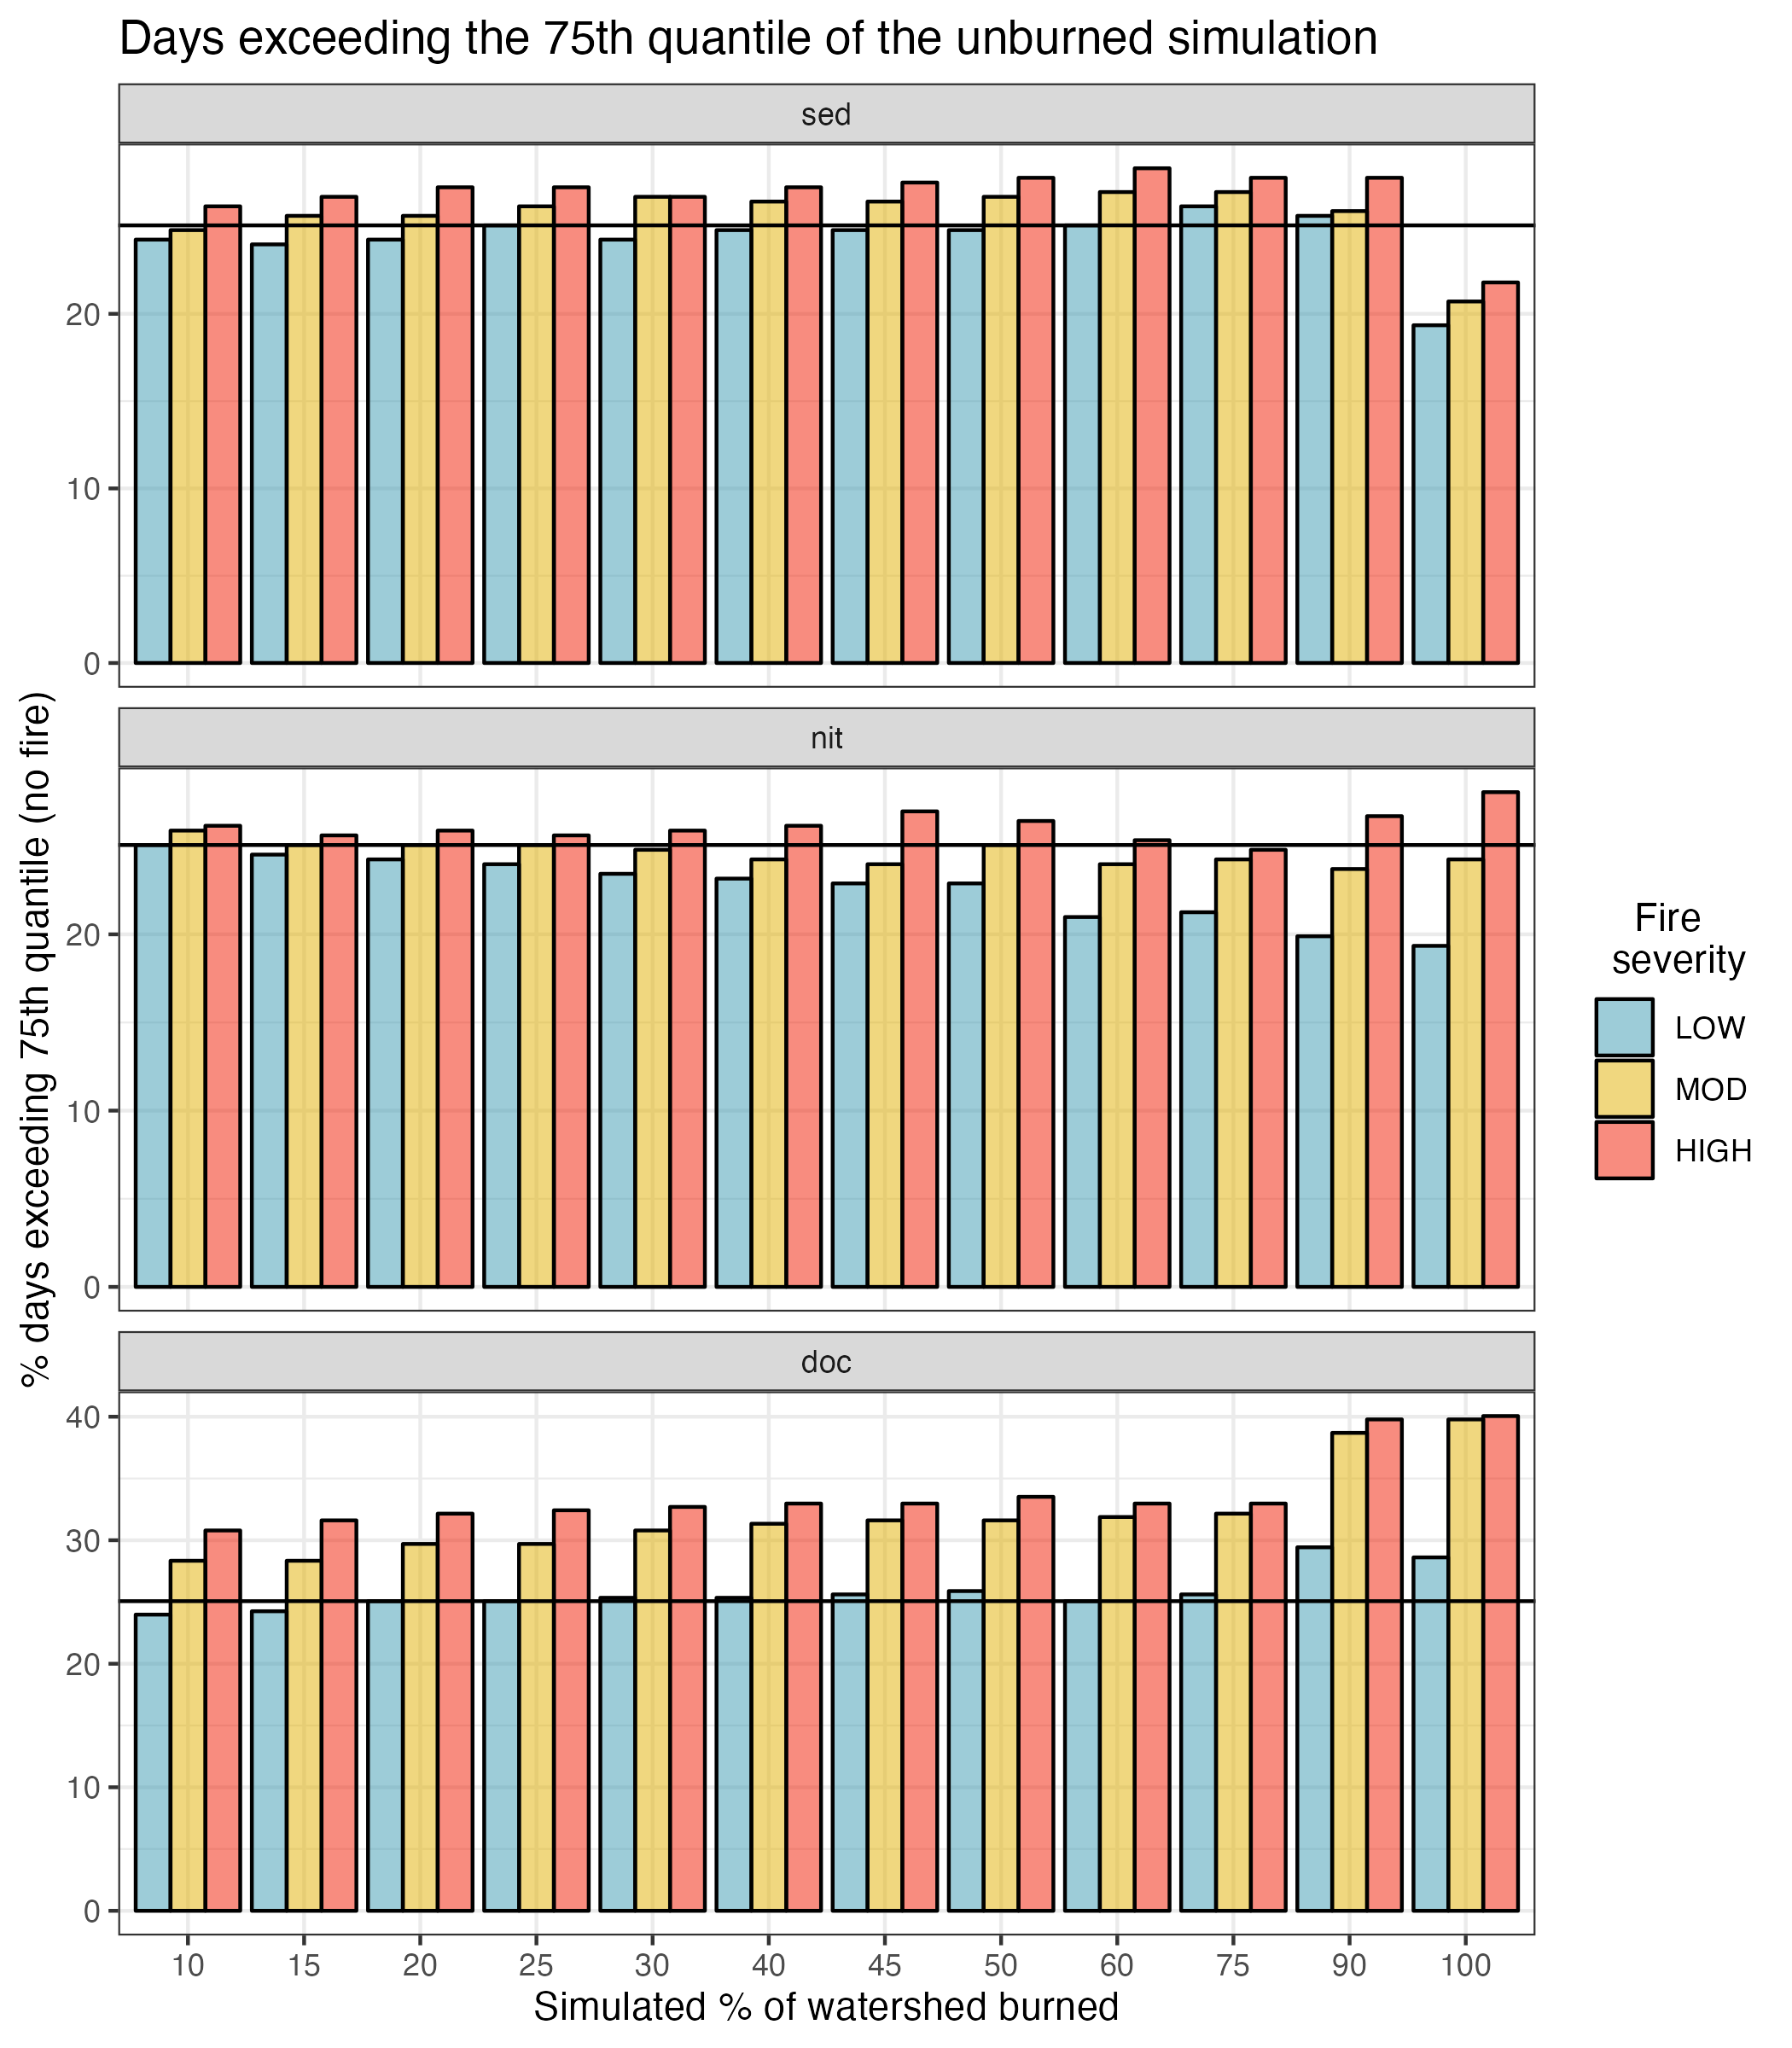 Days exceeding the 75th quantile of the unburned simulation
sed
20
10
0
nit
20
10
0
doc
40
30
20
10
0
10 15 20 25 30 40 45 50 60 75 90 100
Simulated % of watershed burned
% days exceeding 75th quantile (no fire)
Fire
severity
LOW
MOD
HIGH